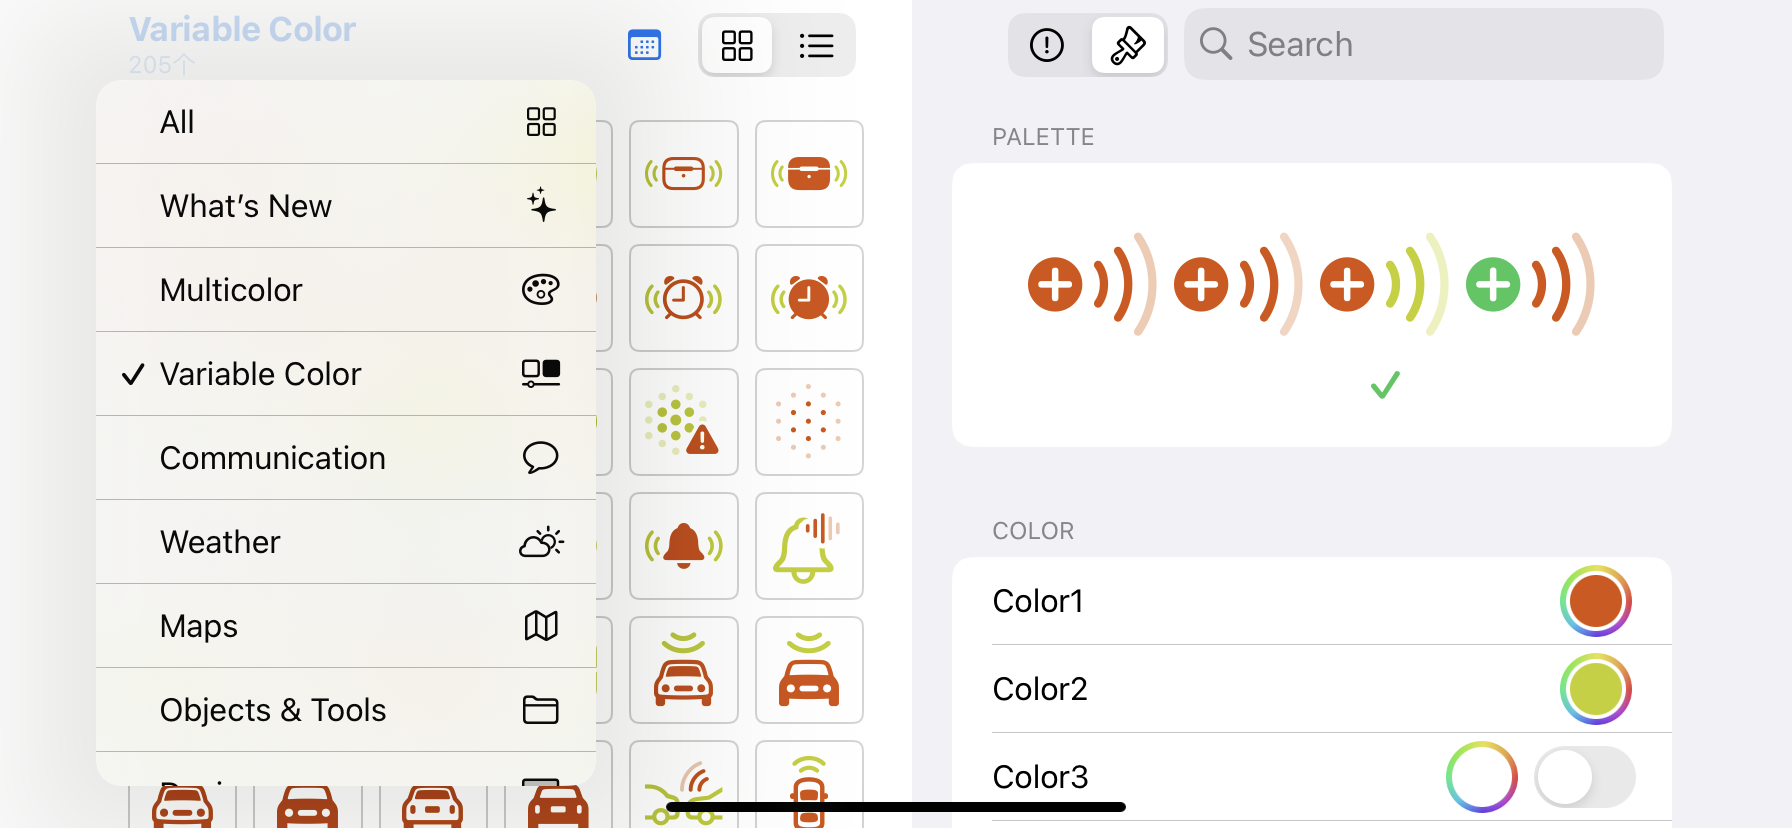 Variable Color
205个
All
What's New
Multicolor
Variable Color
Communication
Weather
Maps
Objects & Tools
Search
PALETTE
COLOR
Color1
Color2
Color3